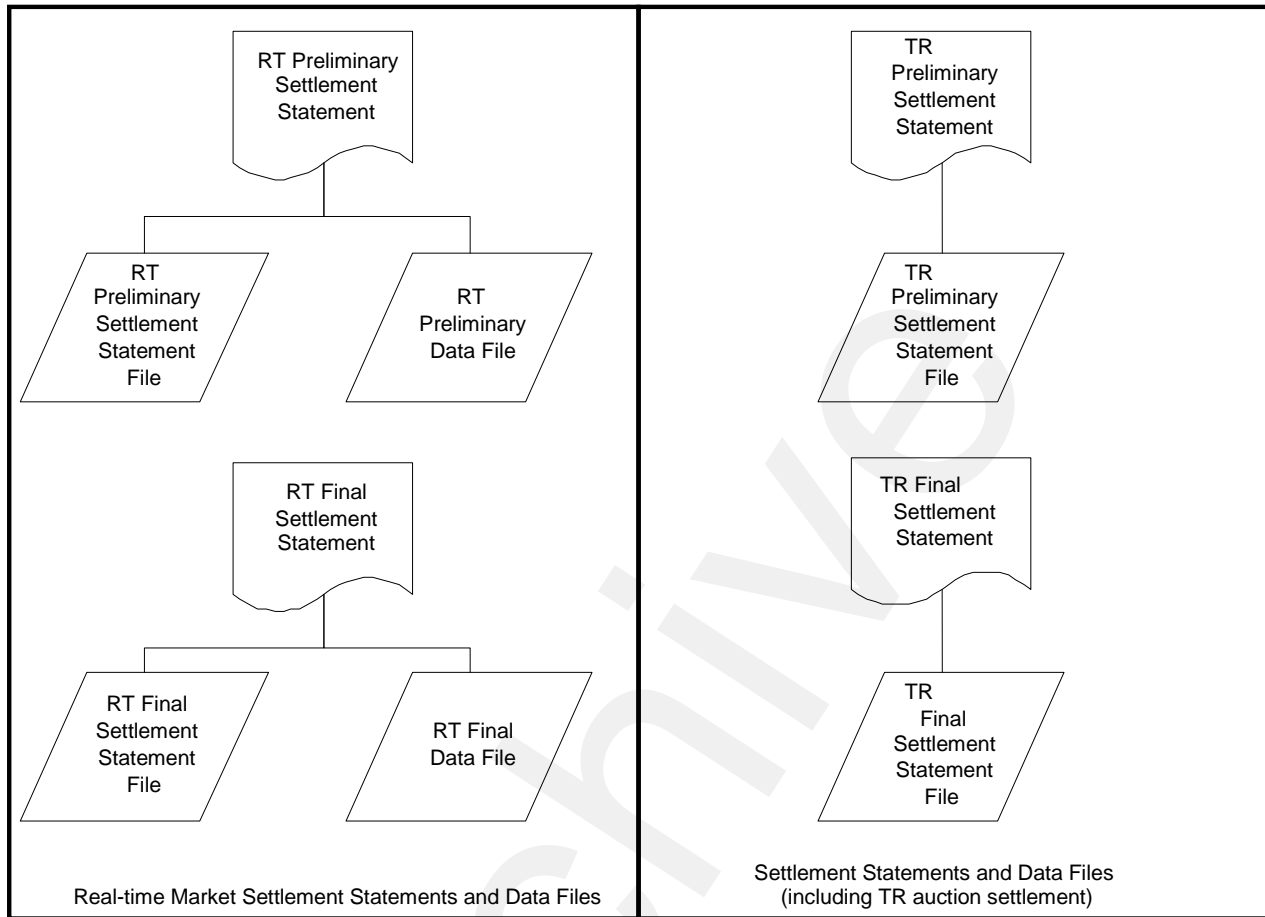 RT Preliminary
Settlement
Statement
RT
Preliminary
Settlement
Statement
File
RT
Preliminary
Data File
RT Final
Settlement
Statement
RT Final
Settlement
Statement
File
RT Final
Data File
Real-time Market Settlement Statements and Data Files
TR
Preliminary
Settlement
Statement
TR
Preliminary
Settlement
Statement
File
TR Final
Settlement
Statement
TR
Final
Settlement
Statement
File
Settlement Statements and Data Files
(including TR auction settlement)
chive